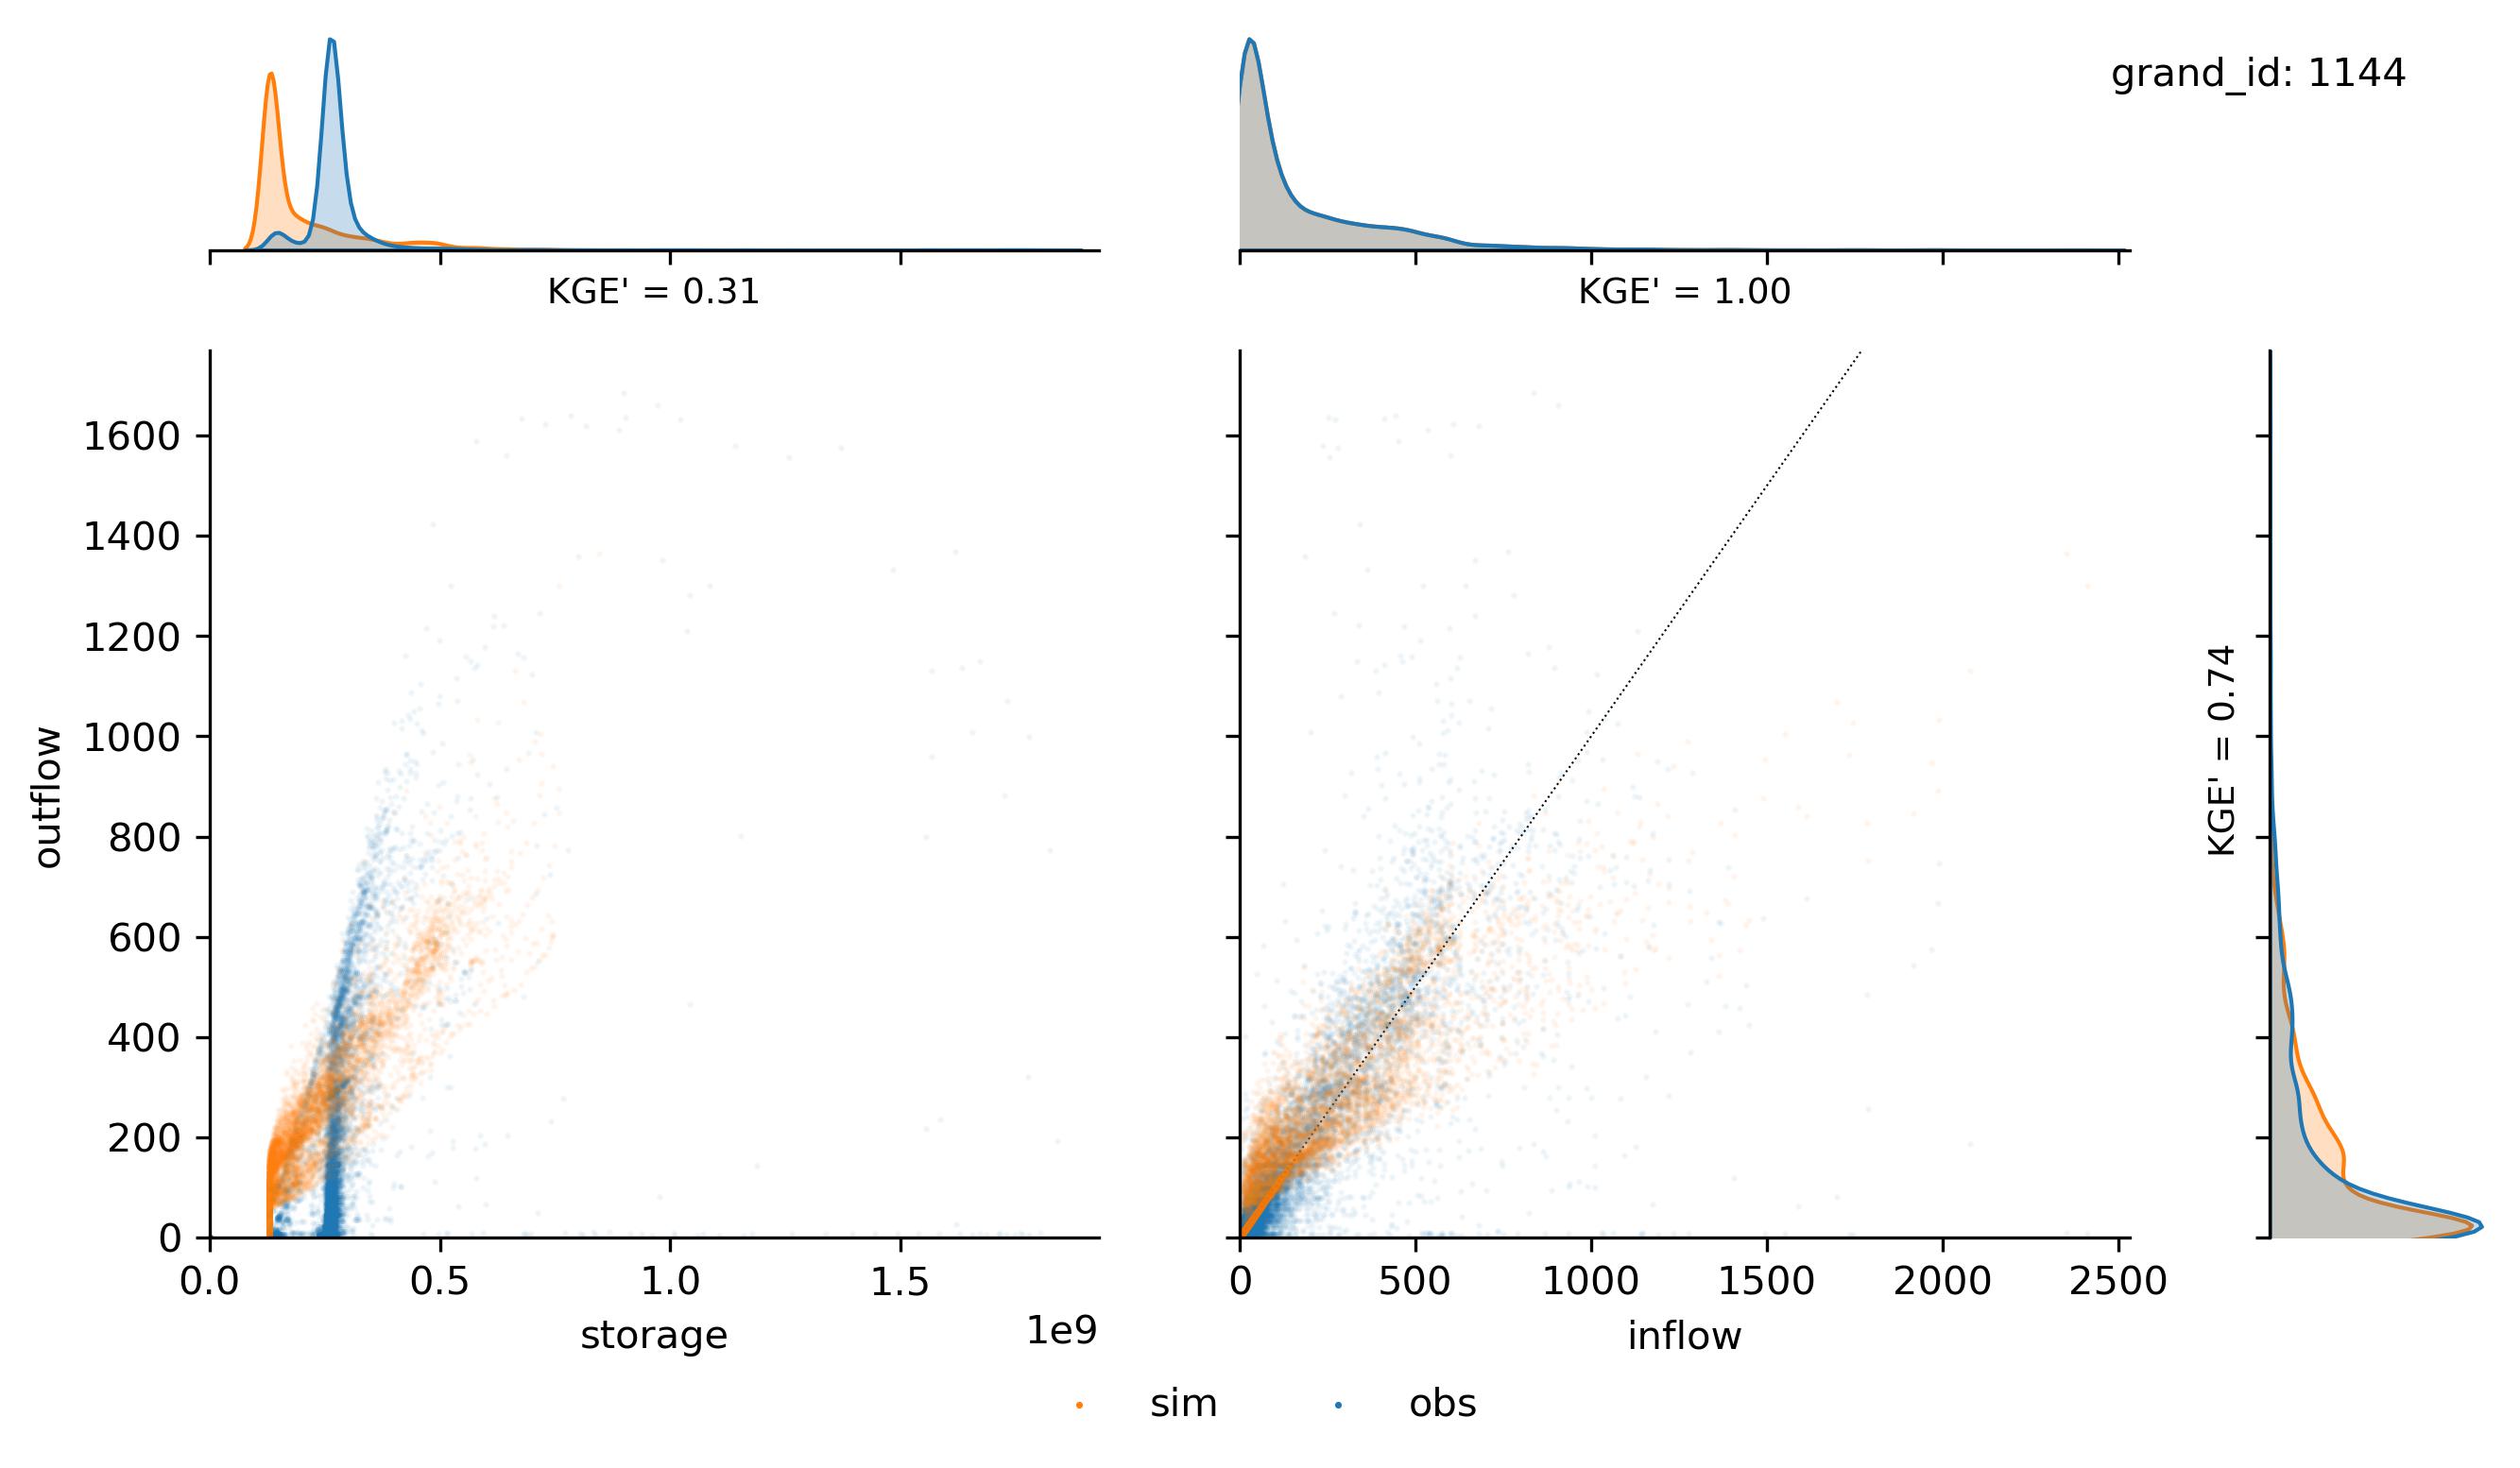 grand_id: 1144
KGE' = 0.31
KGE' = 1.00
outflow
1600
1400
1200
1000
800
600
400
200
0
KGE' = 0.74
0.0 0.5 1.0 1.5
0 500 1000 1500 2000 2500
storage
1e9
inflow
sim obs